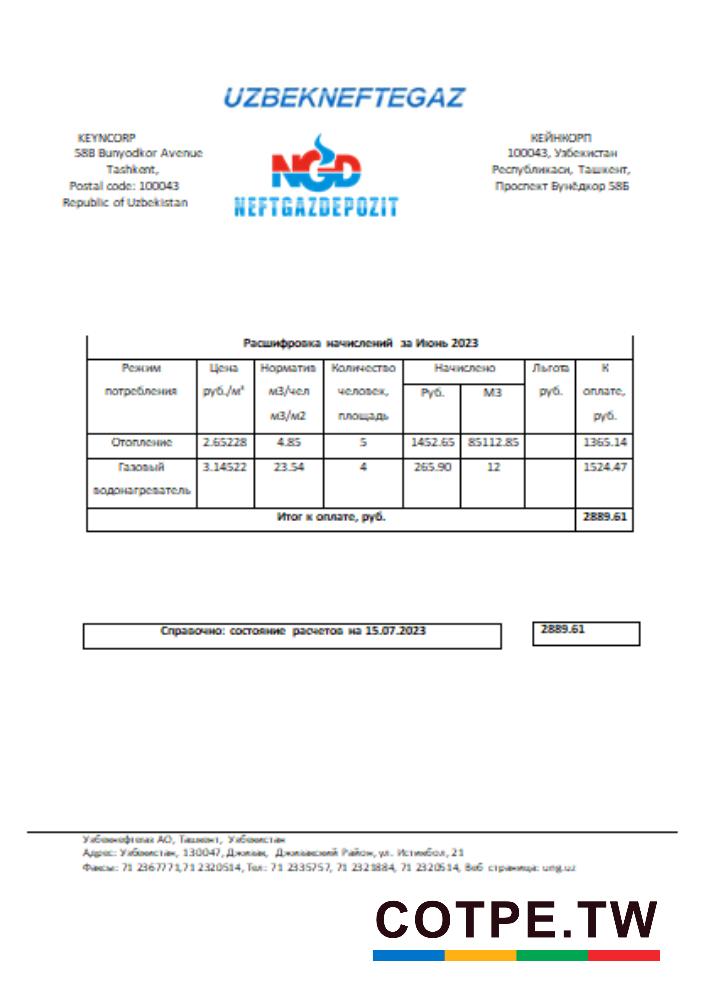 UZBEKNEFTEGAZ
KEYNCORP
58B Bunyodkor Avenue
Tashkent,
Postal code: 100043
Republic of Uzbekistan
NGD
NEFTGAZDEPOZIT
КЕЙНКОРП
100043, Узбекистан
Республикаси, Ташкент,
Проспект Бунёдкор 58Б
Расшифровка начислений за Июнь 2023
Режим потребления Цена руб./м³ Норматив м3/чел м3/м2 Количество человек, площадь Начислено Руб. М3 Льгота руб. К оплате, руб.
Отопление 2.65228 4.85 5 1452.65 85112.85 1365.14
Газовый водонагреватель 3.14522 23.54 4 265.90 12 1524.47
Итог к оплате, руб. 2889.61
Справочно: состояние расчетов на 15.07.2023 2889.61
Узбекнефтегаз АО, Ташкент, Узбекистан
Адрес: Узбекистан, 130047, Джизак, Джизакский Район, ул. Истикбол, 21
Факсы: 71 2367771,71 2320514, Тел.: 71 2335757, 71 2321884, 71 2320514, Веб страница: ung.uz
COTPE.TW